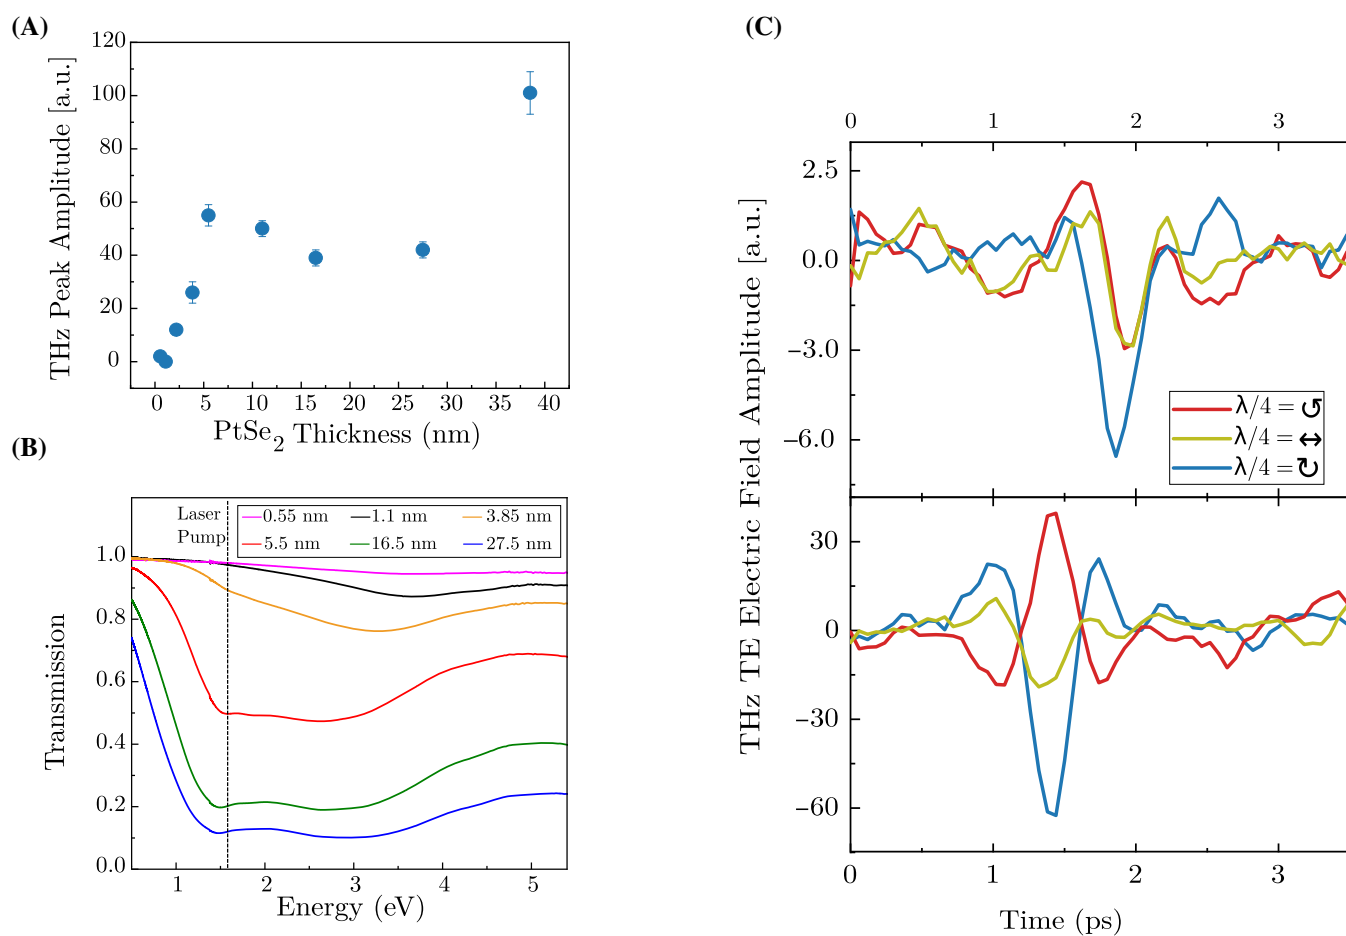 (A)
THz Peak Amplitude [a.u.]
120
100
80
60
40
20
0
0 5 10 15 20 25 30 35 40
PtSe2 Thickness (nm)
(B)
Transmission
Laser
Pump
0.55 nm 1.1 nm 3.85 nm
5.5 nm 16.5 nm 27.5 nm
1.0
0.8
0.6
0.4
0.2
0.0
1 2 3 4 5
Energy (eV)
(C)
THz TE Electric Field Amplitude [a.u.]
0 1 2 3
2.5
0.0
−3.0
−6.0
λ/4 = ↺
λ/4 = ↔
λ/4 = ↻
30
0
−30
−60
0 1 2 3
Time (ps)